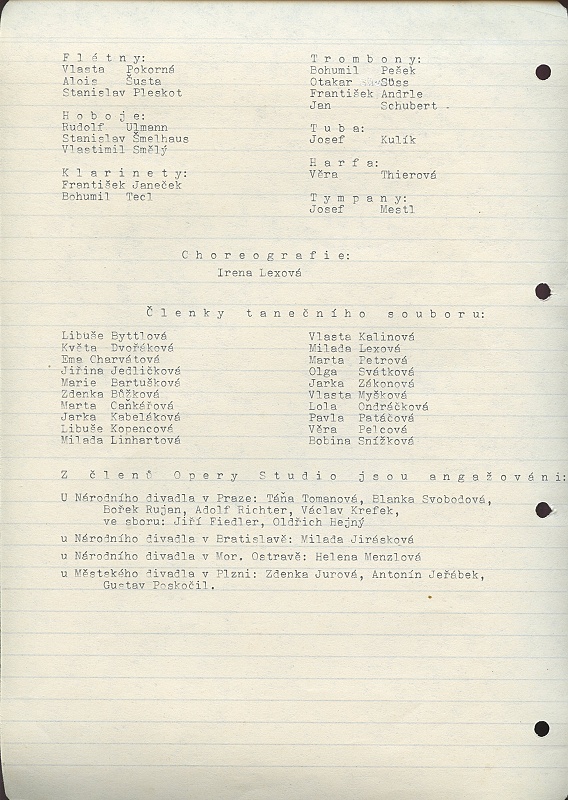 F l é t n y:
Vlasta Pokorná
Alois Šusta
Stanislav Pleskot
H o b o j e:
Rudolf Ulmann
Stanislav Šmelhaus
Vlastimil Smělý
K l a r i n e t y:
František Janeček
Bohumil Tecl
T r o m b o n y:
Bohumil Pešek
Otakar Süss
František Andrle
Jan Schubert
T u b a:
Josef Kulík
H a r f a:
Věra Thierová
T y m p a n y:
Josef Mestl
C h o r e o g r a f i e:
Irena Lexová
Č l e n k y t a n e č n í h o s o u b o r u:
Libuše Byttlová
Květa Dvořáková
Ema Charvátová
Jiřina Jedličková
Marie Bartušková
Zdenka Bůžková
Marta Caňkářová
Jarka Kabeláková
Libuše Kopencová
Milada Linhartová
Vlasta Kalinová
Milada Lexová
Marta Petrová
Olga Svátková
Jarka Zákonová
Vlasta Myšková
Lola Ondráčková
Pavla Patáčová
Věra Pelcová
Bobina Snížková
Z č l e n ů O p e r y S t u d i o j s o u a n g a ž o v á n i:
U Národního divadla v Praze: Táňa Tomanová, Blanka Svobodová,
Bořek Rujan, Adolf Richter, Václav Krefek,
ve sboru: Jiří Fiedler, Oldřich Hejný
u Národního divadla v Bratislavě: Milada Jirásková
u Národního divadla v Mor. Ostravě: Helena Menzlová
u Městského divadla v Plzni: Zdenka Jurová, Antonín Jeřábek,
Gustav Poskočil.